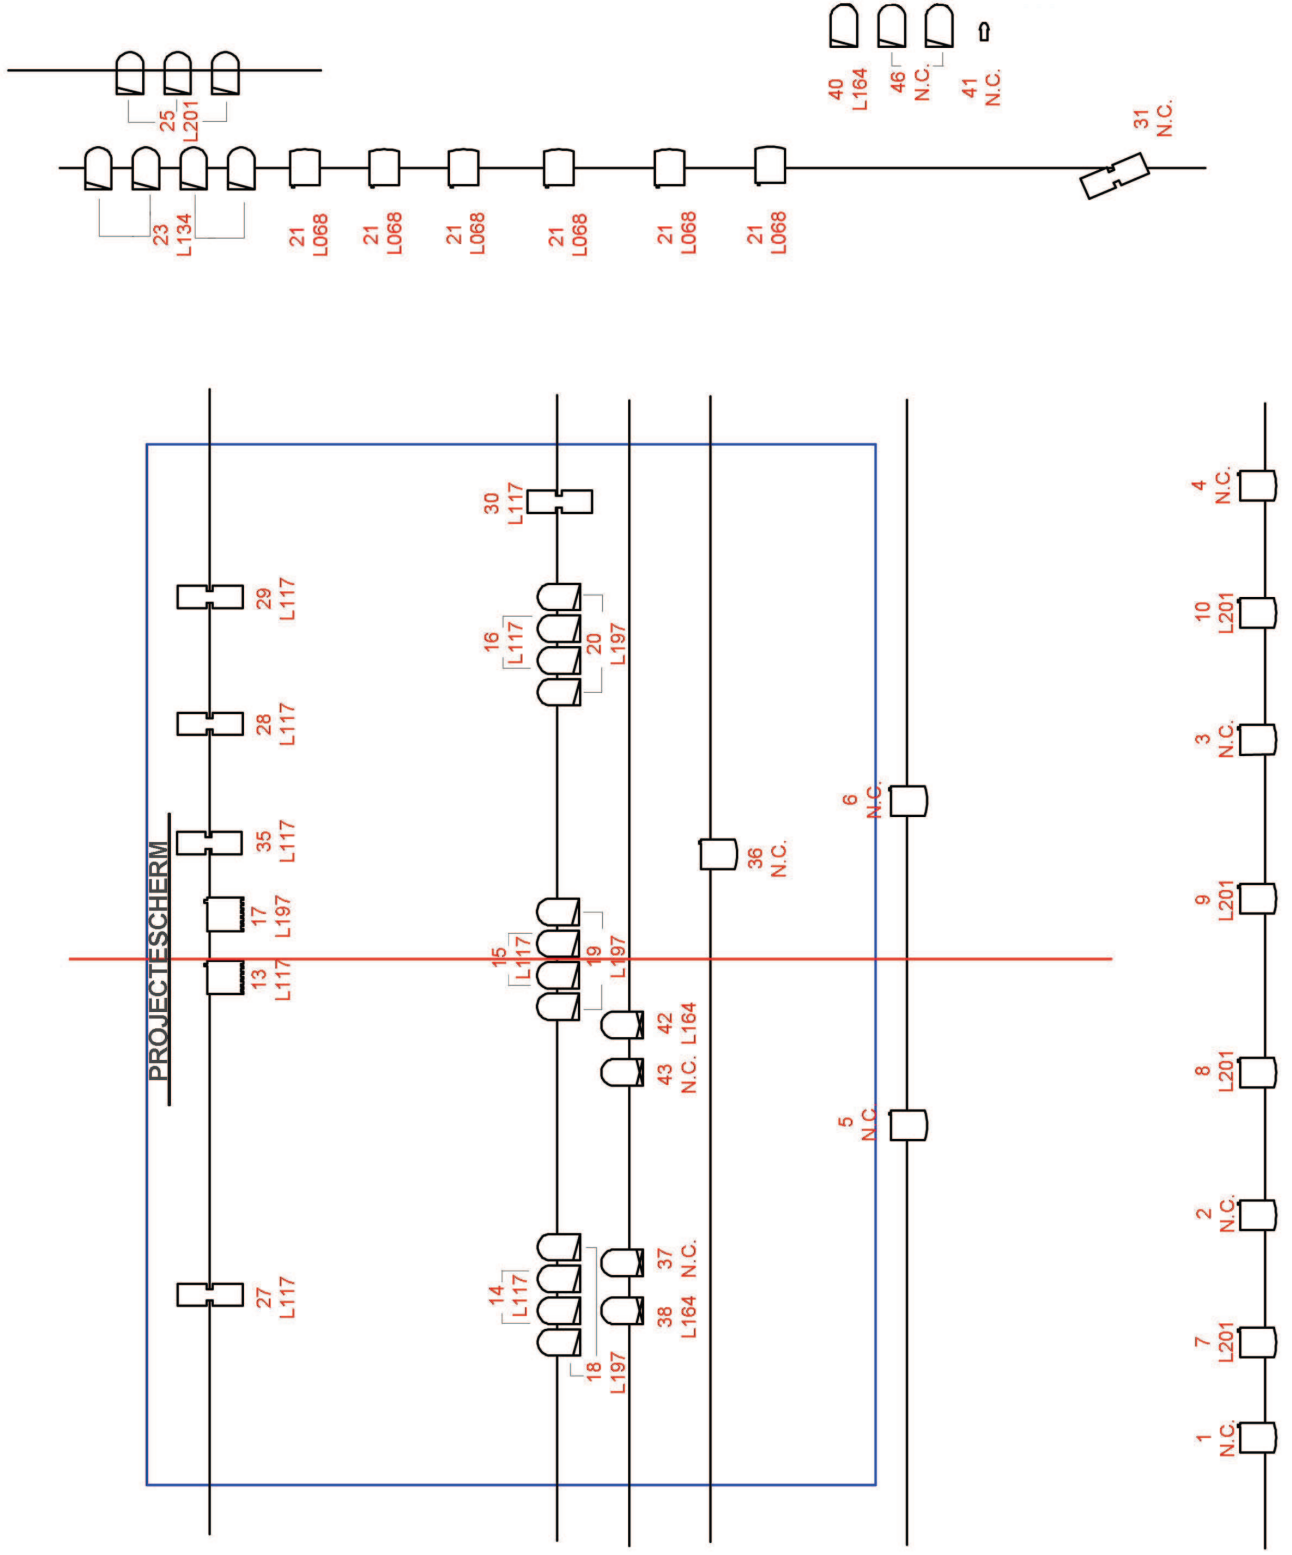 40
L164
46
N.C.
41
N.C.
25
L201
31
N.C.
23
L134
21
L068
21
L068
21
L068
21
L068
21
L068
21
L068
PROJECTESCHERM
27
L117
13
L117
17
L197
35
L117
28
L117
29
L117
14
L117
18
L197
15
L117
19
L197
16
L117
20
L197
30
L117
38
L164
37
N.C.
43
N.C.
42
L164
36
N.C.
5
N.C
6
N.C.
1
N.C.
7
L201
2
N.C.
8
L201
9
L201
3
N.C.
10
L201
4
N.C.